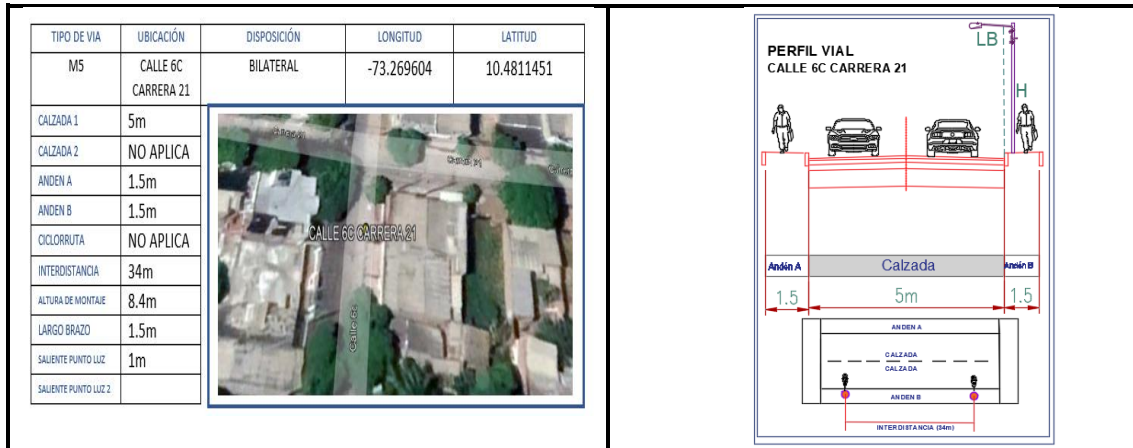 TIPO DE VIA UBICACIÓN DISPOSICIÓN LONGITUD LATITUD
M5 CALLE 6C BILATERAL -73.269604 10.4811451
CARRERA 21
CALZADA 1 5m
CALZADA 2 NO APLICA
ANDEN A 1.5m
ANDEN B 1.5m
CICLORRUTA NO APLICA
INTERDISTANCIA 34m
ALTURA DE MONTAJE 8.4m
LARGO BRAZO 1.5m
SALIENTE PUNTO LUZ 1m
SALIENTE PUNTO LUZ 2
CALLE 6C CARRERA 21
Calle 6c
PERFIL VIAL
CALLE 6C CARRERA 21
LB
H
Andén A Calzada Andén B
1.5 5m 1.5
ANDEN A
CALZADA
CALZADA
ANDEN B
INTERDISTANCIA (34m)